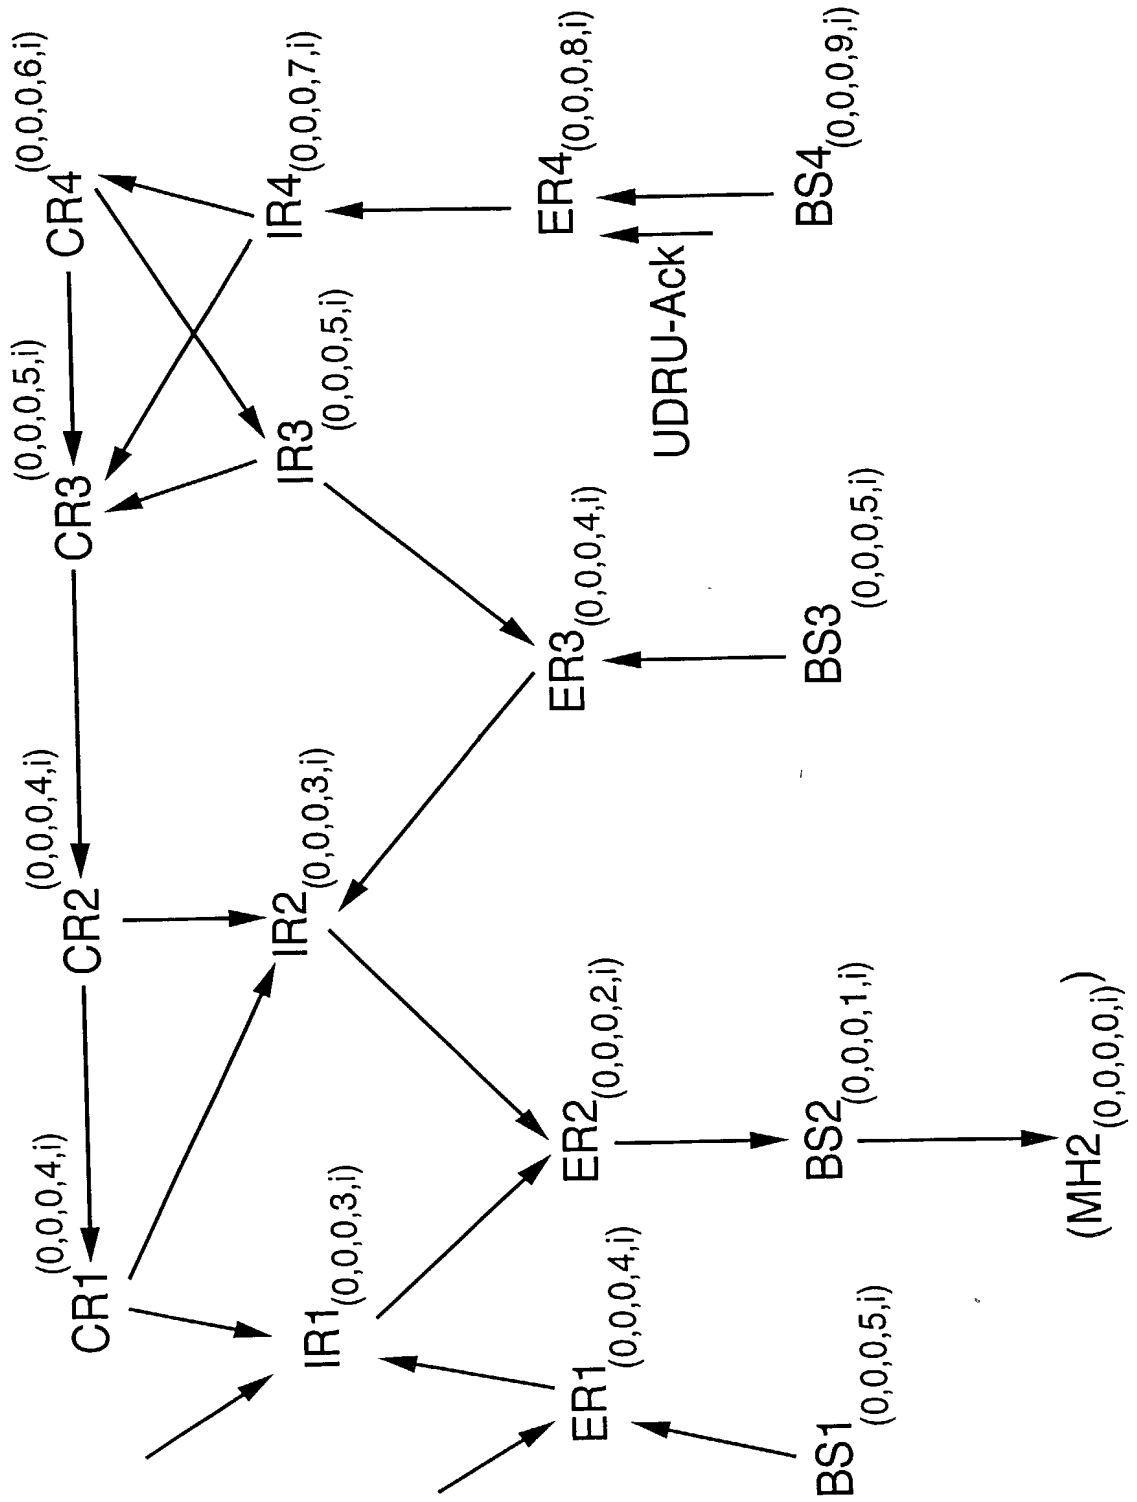 CR1 (0,0,0,4,i)
CR2 (0,0,0,4,i)
CR3 (0,0,0,5,i)
CR4 (0,0,0,6,i)
IR1 (0,0,0,3,i)
IR2 (0,0,0,3,i)
IR3 (0,0,0,5,i)
IR4 (0,0,0,7,i)
ER1 (0,0,0,4,i)
ER2 (0,0,0,2,i)
ER3 (0,0,0,4,i)
ER4 (0,0,0,8,i)
UDRU-Ack
BS1 (0,0,0,5,i)
BS2 (0,0,0,1,i)
BS3 (0,0,0,5,i)
BS4 (0,0,0,9,i)
(MH2 (0,0,0,0,i))